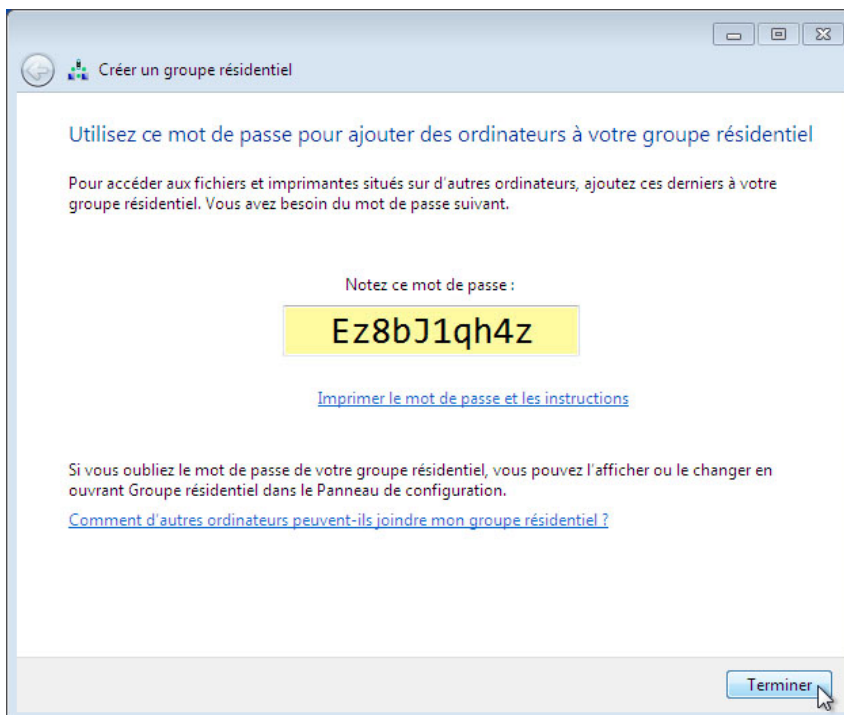 Créer un groupe résidentiel
Utilisez ce mot de passe pour ajouter des ordinateurs à votre groupe résidentiel
Pour accéder aux fichiers et imprimantes situés sur d'autres ordinateurs, ajoutez ces derniers à votre
groupe résidentiel. Vous avez besoin du mot de passe suivant.
Notez ce mot de passe :
Ez8bJ1qh4z
Imprimer le mot de passe et les instructions
Si vous oubliez le mot de passe de votre groupe résidentiel, vous pouvez l'afficher ou le changer en
ouvrant Groupe résidentiel dans le Panneau de configuration.
Comment d'autres ordinateurs peuvent-ils joindre mon groupe résidentiel ?
Terminer